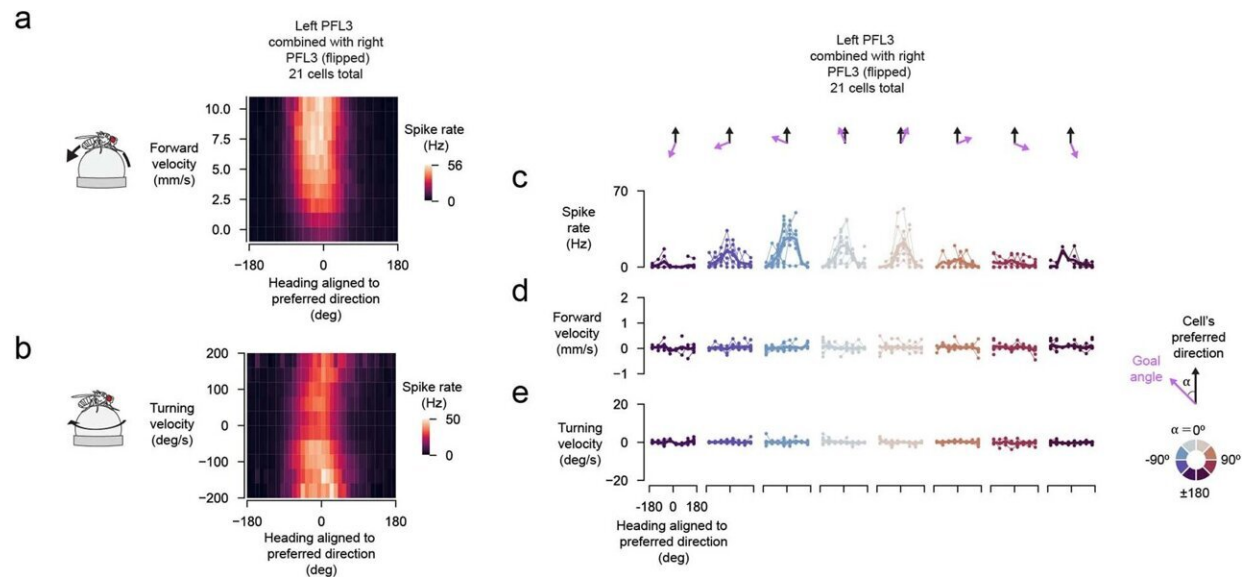 a
Left PFL3
combined with right
PFL3 (flipped)
21 cells total
10.0
7.5
5.0
2.5
0.0
Forward
velocity
(mm/s)
Spike rate
(Hz)
56
0
−180
0
180
Heading aligned to
preferred direction
(deg)
b
200
100
0
−100
−200
Turning
velocity
(deg/s)
Spike rate
(Hz)
50
0
−180
0
180
Heading aligned to
preferred direction
(deg)
Left PFL3
combined with right
PFL3 (flipped)
21 cells total
c
Spike
rate
(Hz)
70
0
d
Forward
velocity
(mm/s)
2
1
0
−1
e
Turning
velocity
(deg/s)
20
0
−20
-180 0 180
Heading aligned to
preferred direction
(deg)
Cell's
preferred
direction
Goal
angle
α
α=0º
-90º
90º
±180